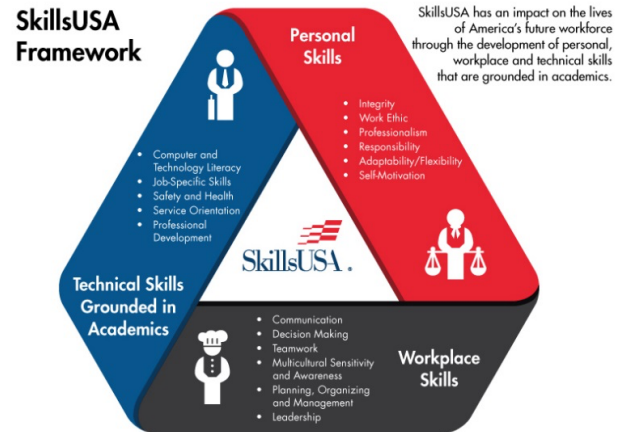 SkillsUSA
Framework
SkillsUSA has an impact on the lives
of America's future workforce
through the development of personal,
workplace and technical skills
that are grounded in academics.
Personal
Skills
• Integrity
• Work Ethic
• Professionalism
• Responsibility
• Adaptability/Flexibility
• Self-Motivation
• Computer and
Technology Literacy
• Job-Specific Skills
• Safety and Health
• Service Orientation
• Professional
Development
SkillsUSA.
Technical Skills
Grounded in
Academics
• Communication
• Decision Making
• Teamwork
• Multicultural Sensitivity
and Awareness
• Planning, Organizing
and Management
• Leadership
Workplace
Skills